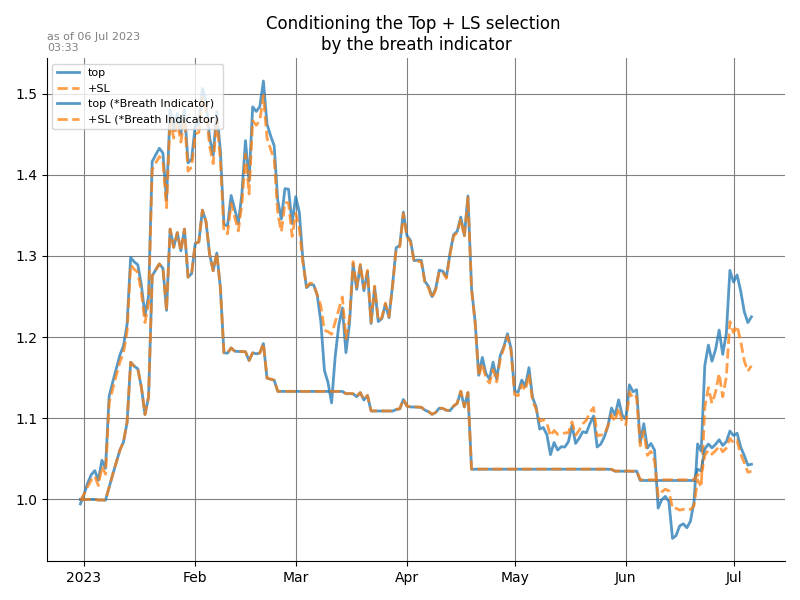 Conditioning the Top + LS selection
by the breath indicator
as of 06 Jul 2023
03:33
top
+SL
top (*Breath Indicator)
+SL (*Breath Indicator)
1.5
1.4
1.3
1.2
1.1
1.0
2023 Feb Mar Apr May Jun Jul